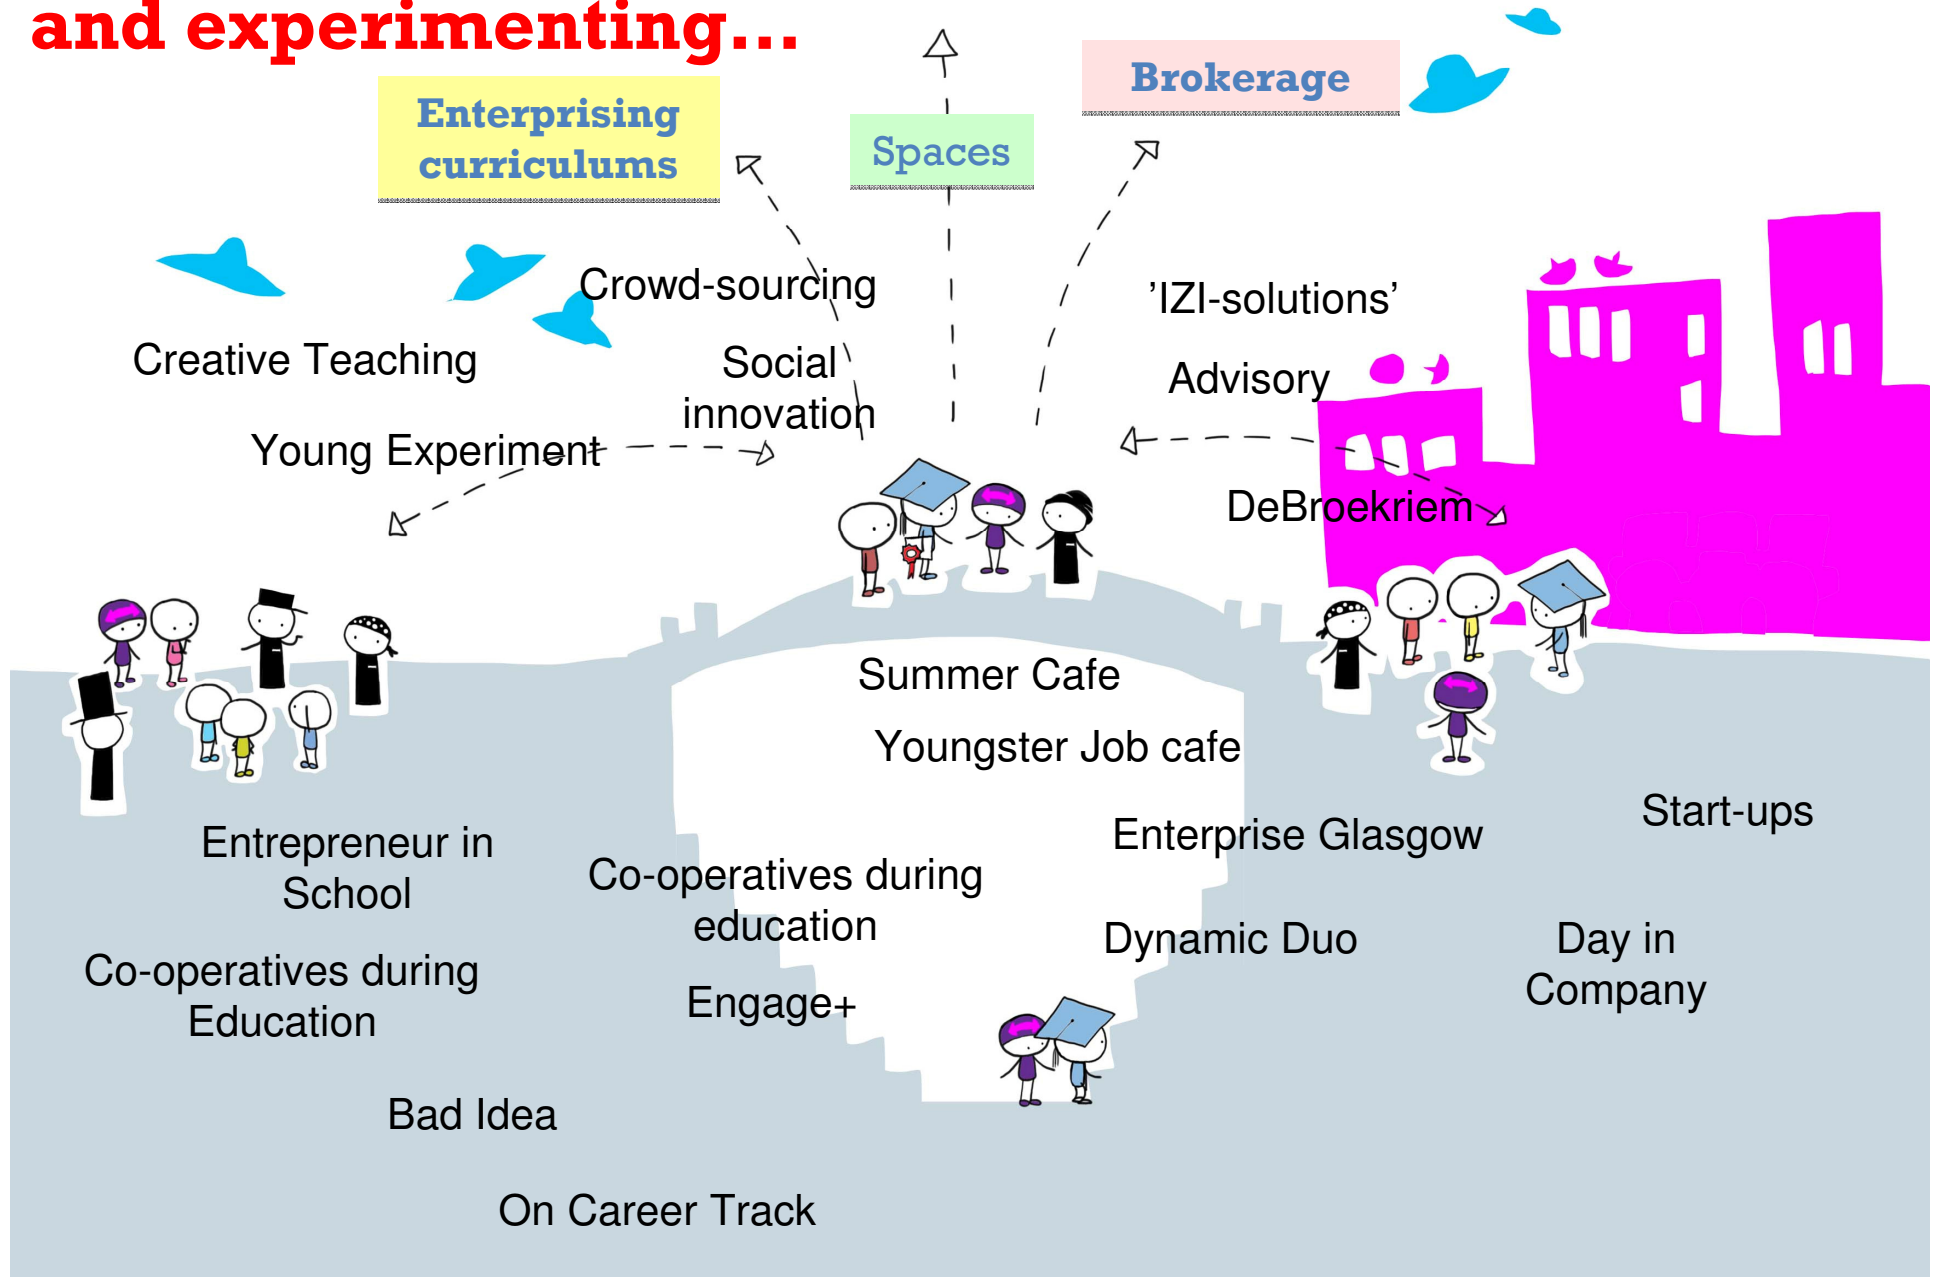 and experimenting...
Enterprising
curriculums
Spaces
Brokerage
Crowd-sourcing
'IZI-solutions’
Creative Teaching
Social
innovation
Advisory
Young Experiment
DeBroekriem
Summer Cafe
Youngster Job cafe
Entrepreneur in
School
Co-operatives during
education
Enterprise Glasgow
Start-ups
Co-operatives during
Education
Engage+
Dynamic Duo
Day in
Company
Bad Idea
On Career Track